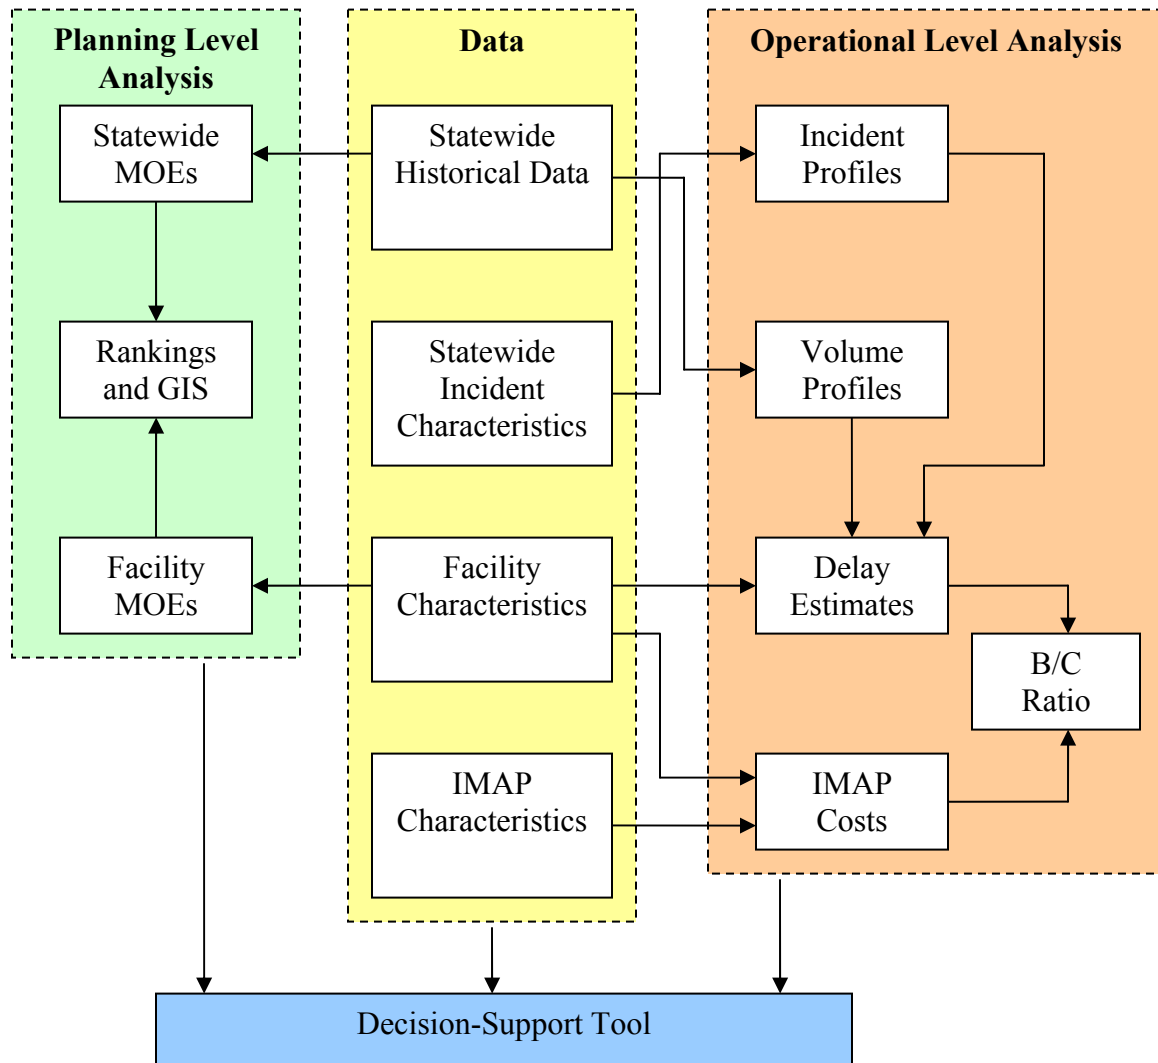 Planning Level
Analysis
Statewide
MOEs
Rankings
and GIS
Facility
MOEs
Data
Statewide
Historical Data
Statewide
Incident
Characteristics
Facility
Characteristics
IMAP
Characteristics
Operational Level Analysis
Incident
Profiles
Volume
Profiles
Delay
Estimates
B/C
Ratio
IMAP
Costs
Decision-Support Tool